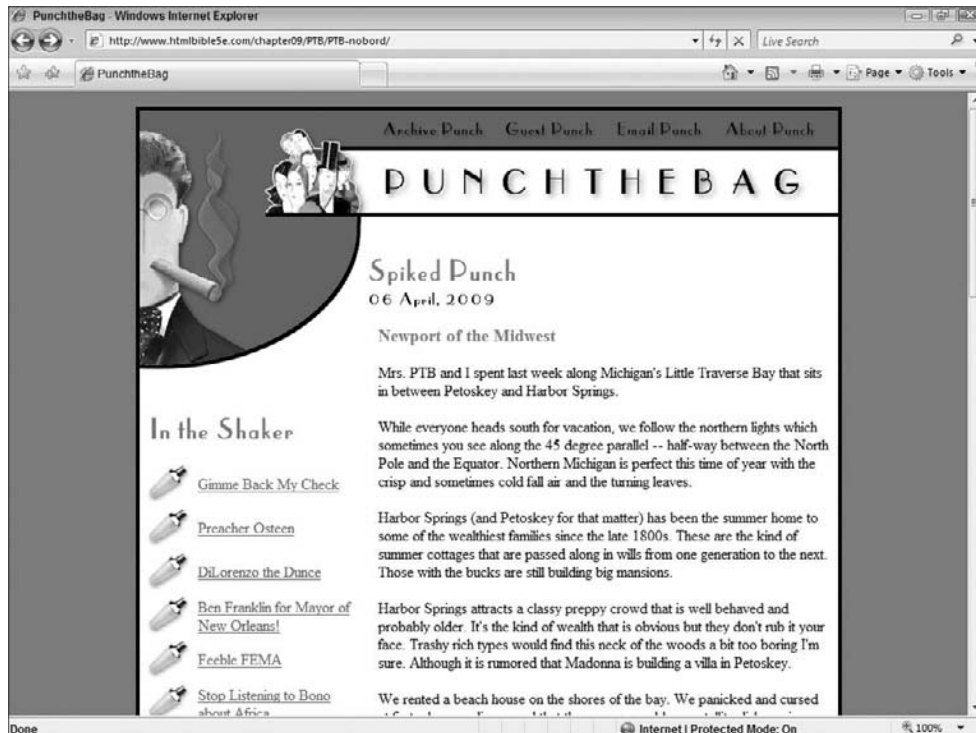 PunchtheBag - Windows Internet Explorer
http://www.htmlbible5e.com/chapter09/PTB/PTB-nobord/
Live Search
PunchtheBag
Page
Tools
Archive Punch Guest Punch Email Punch About Punch
PUNCHTHEBAG
Spiked Punch
06 April, 2009
Newport of the Midwest
Mrs. PTB and I spent last week along Michigan's Little Traverse Bay that sits
in between Petoskey and Harbor Springs.
While everyone heads south for vacation, we follow the northern lights which
sometimes you see along the 45 degree parallel -- half-way between the North
Pole and the Equator. Northern Michigan is perfect this time of year with the
crisp and sometimes cold fall air and the turning leaves.
Harbor Springs (and Petoskey for that matter) has been the summer home to
some of the wealthiest families since the late 1800s. These are the kind of
summer cottages that are passed along in wills from one generation to the next.
Those with the bucks are still building big mansions.
Harbor Springs attracts a classy preppy crowd that is well behaved and
probably older. It's the kind of wealth that is obvious but they don't rub it your
face. Trashy rich types would find this neck of the woods a bit too boring I'm
sure. Although it is rumored that Madonna is building a villa in Petoskey.
We rented a beach house on the shores of the bay. We panicked and cursed
In the Shaker
Gimme Back My Check
Preacher Osteen
DiLorenzo the Dunce
Ben Franklin for Mayor of
New Orleans!
Feeble FEMA
Stop Listening to Bono
about Africa
Done
Internet | Protected Mode: On
100%